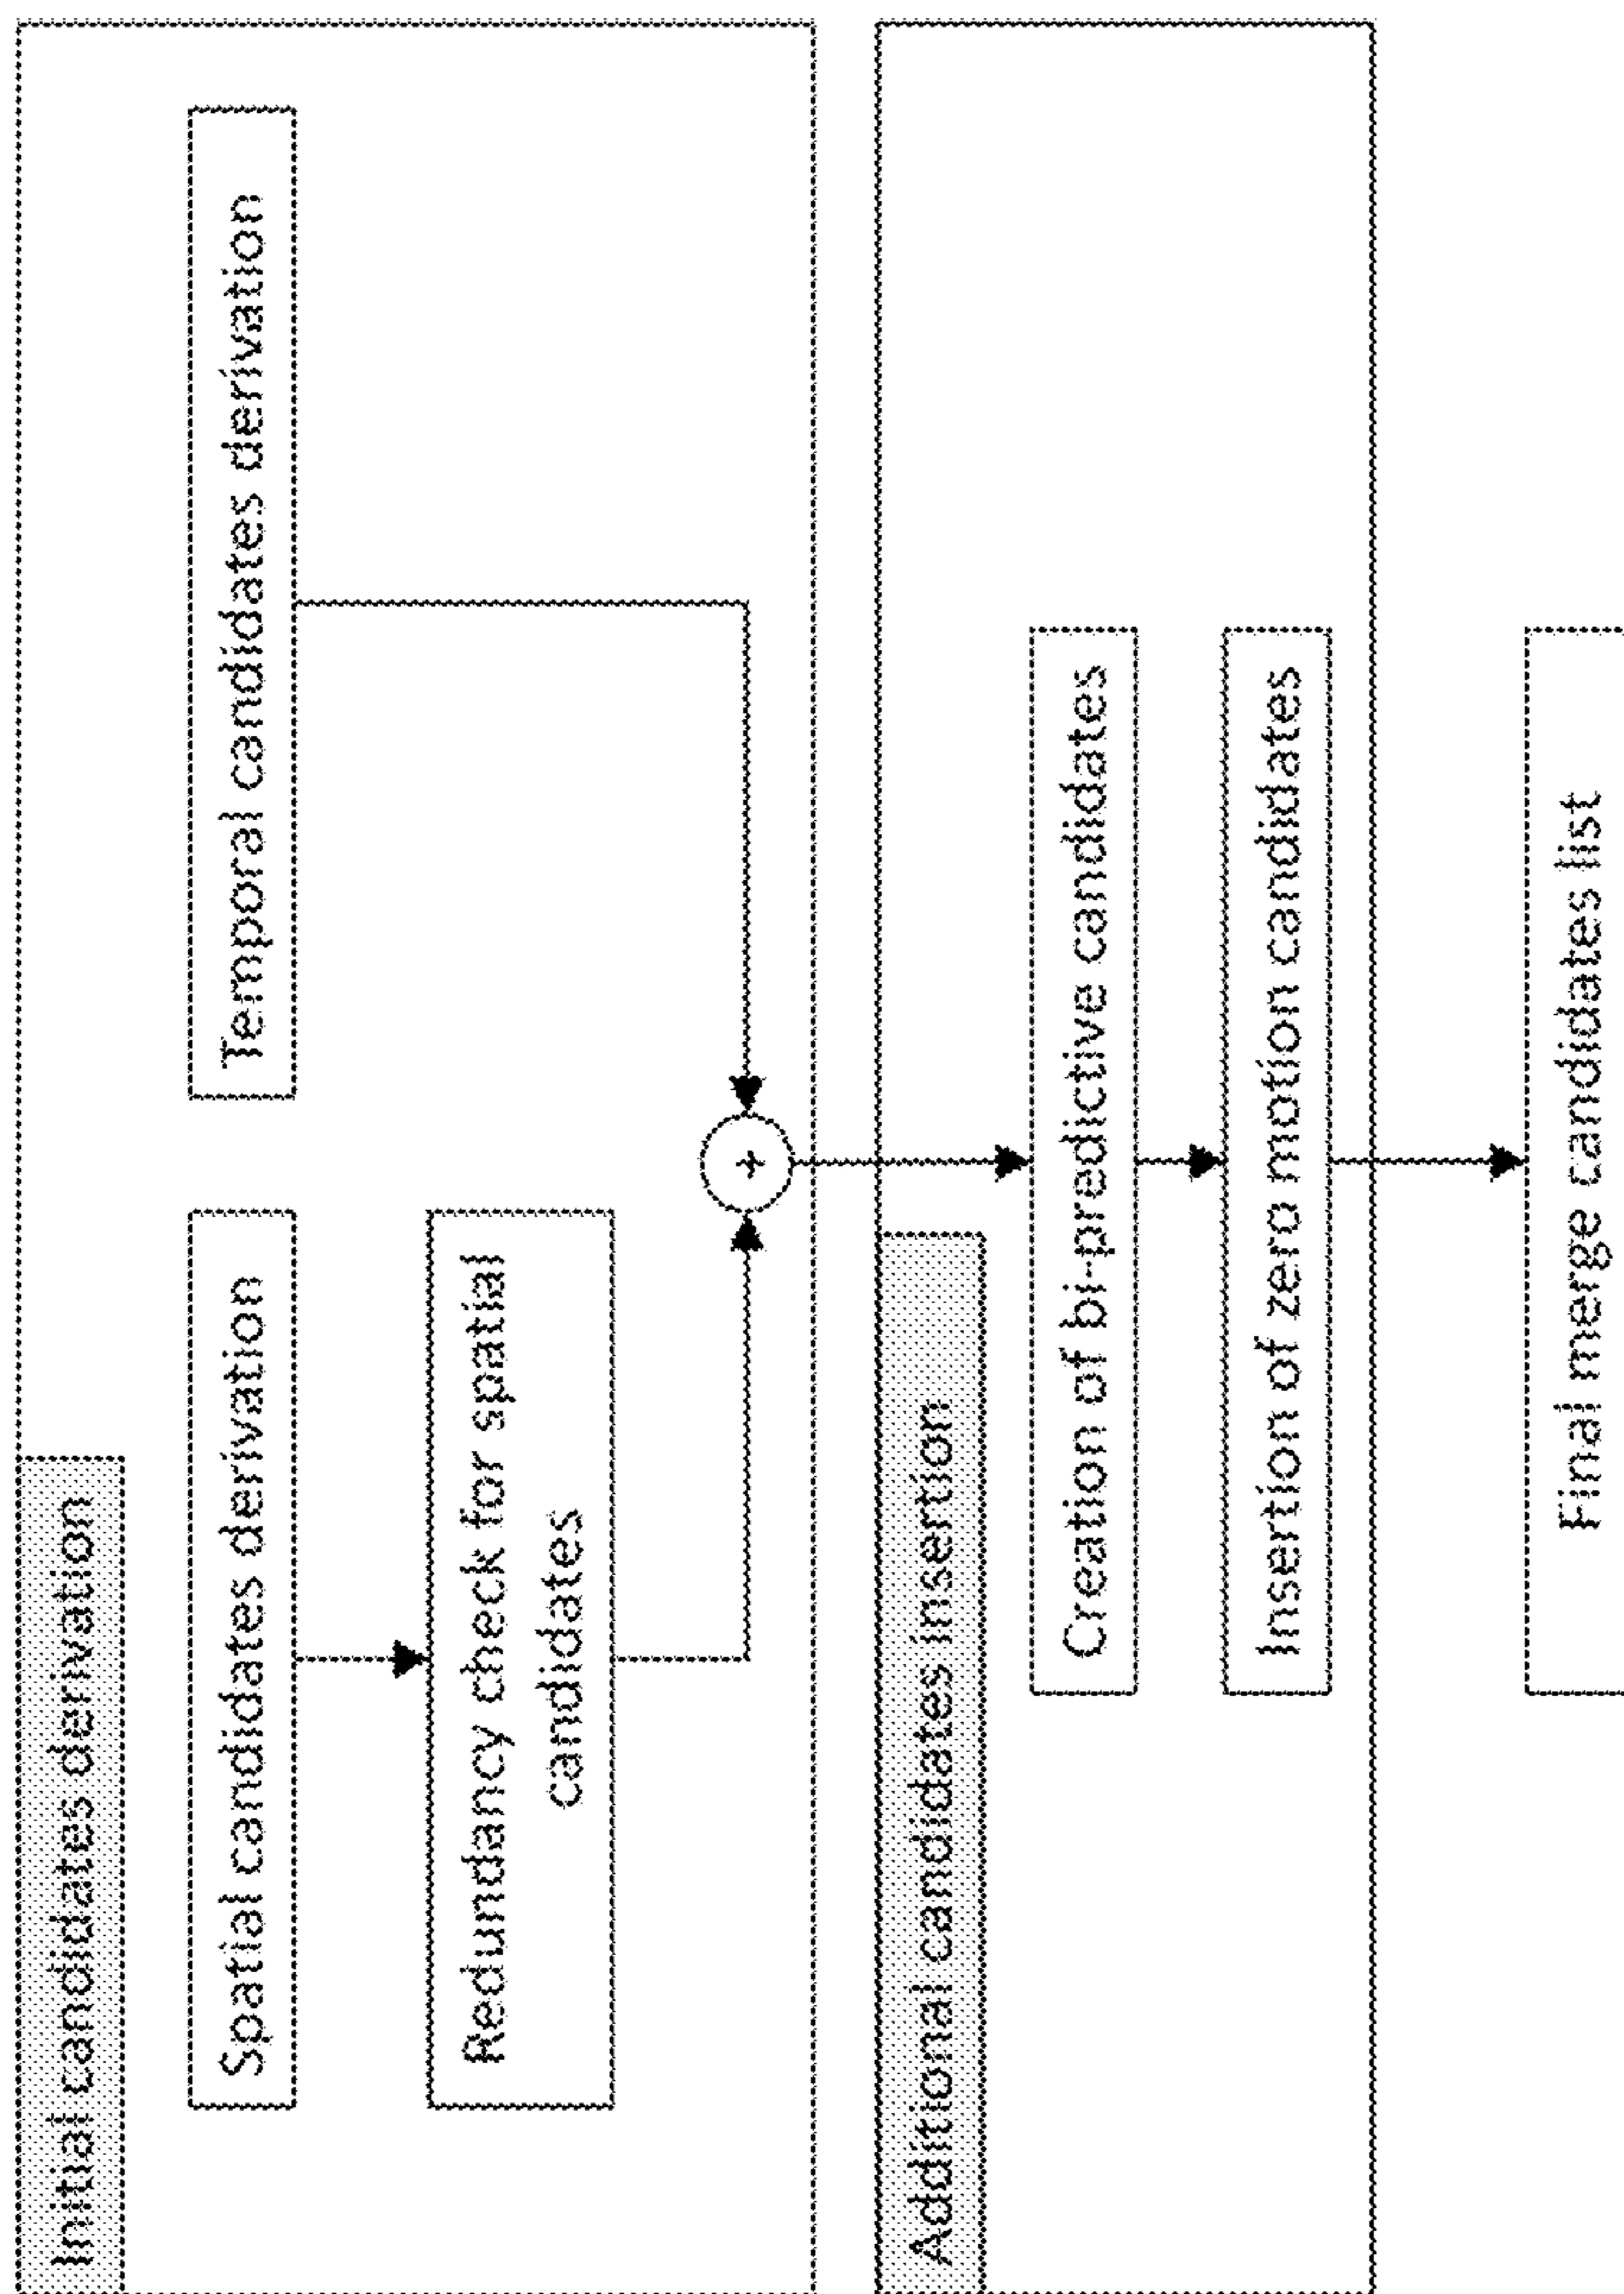 Initial candidates derivation
Spatial candidates derivation
Temporal candidates derivation
Redundancy check for spatial
candidates
+
Additional candidates insertion
Creation of bi-predictive candidates
Insertion of zero motion candidates
Final merge candidates list